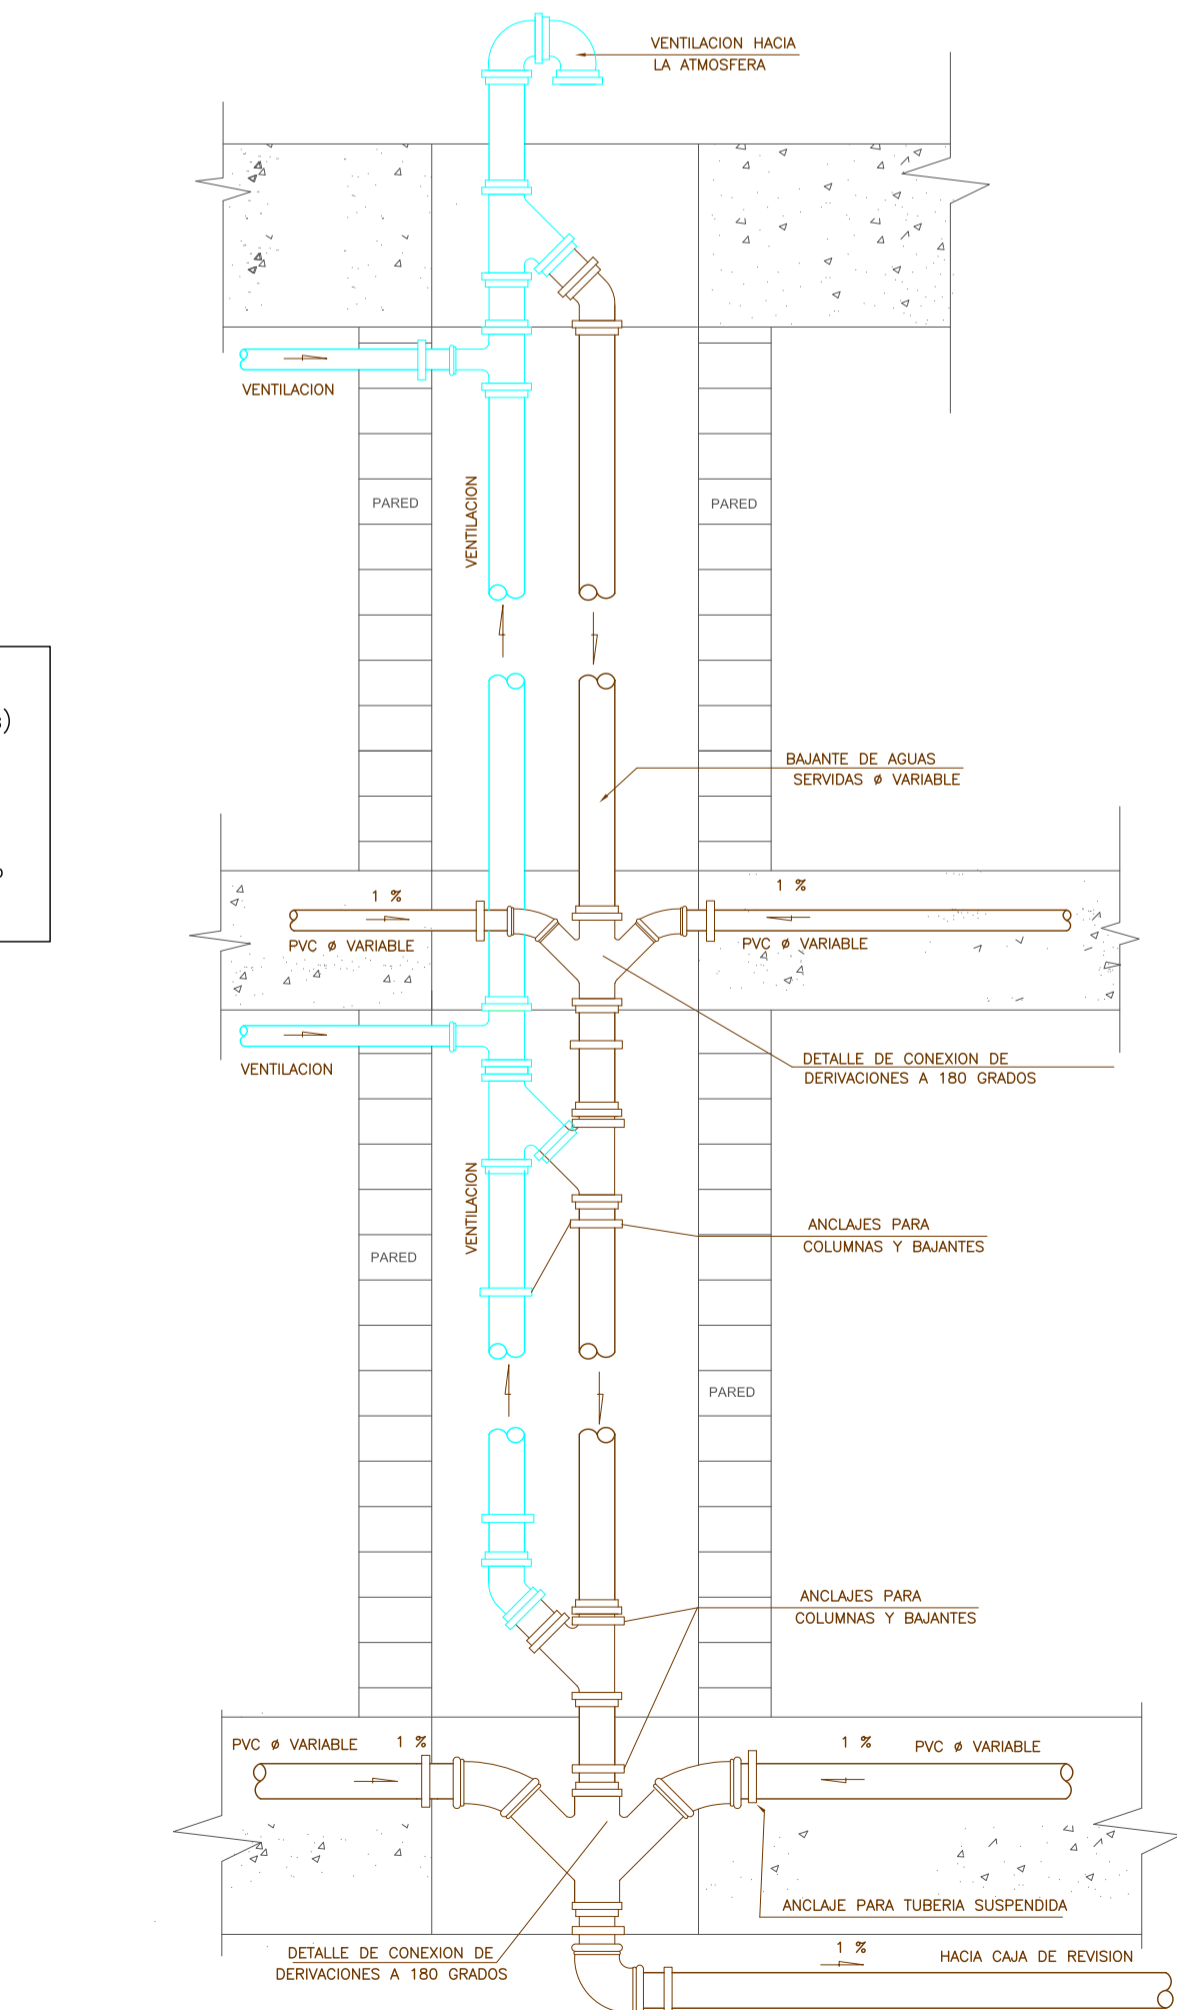 VENTILACION HACIA
LA ATMOSFERA
VENTILACION
VENTILACION
PARED
PARED
BAJANTE DE AGUAS
SERVIDAS ø VARIABLE
1 %
1 %
PVC ø VARIABLE
PVC ø VARIABLE
VENTILACION
DETALLE DE CONEXION DE
DERIVACIONES A 180 GRADOS
VENTILACION
ANCLAJES PARA
COLUMNAS Y BAJANTES
PARED
PARED
ANCLAJES PARA
COLUMNAS Y BAJANTES
PVC ø VARIABLE 1 %
1 % PVC ø VARIABLE
ANCLAJE PARA TUBERIA SUSPENDIDA
DETALLE DE CONEXION DE
DERIVACIONES A 180 GRADOS
1 %
HACIA CAJA DE REVISION